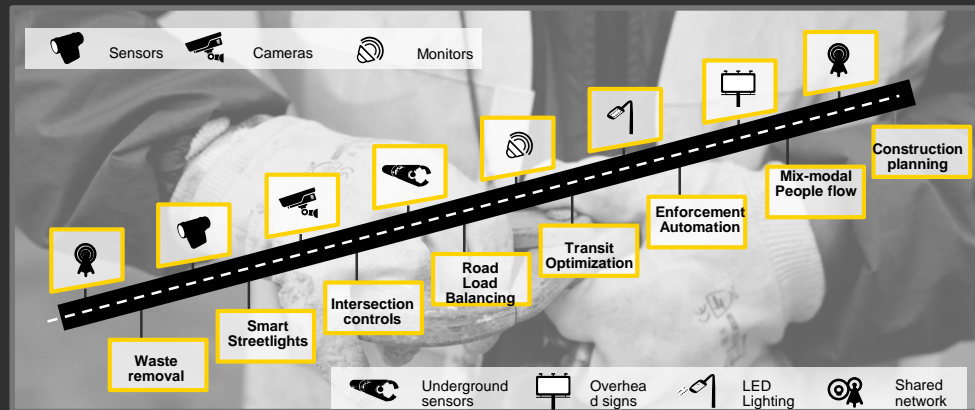 Sensors
Cameras
Monitors
Construction
planning
Mix-modal
People flow
Enforcement
Automation
Transit
Optimization
Road
Load
Balancing
Intersection
controls
Smart
Streetlights
Waste
removal
Underground
sensors
Overhea
d signs
LED
Lighting
Shared
network